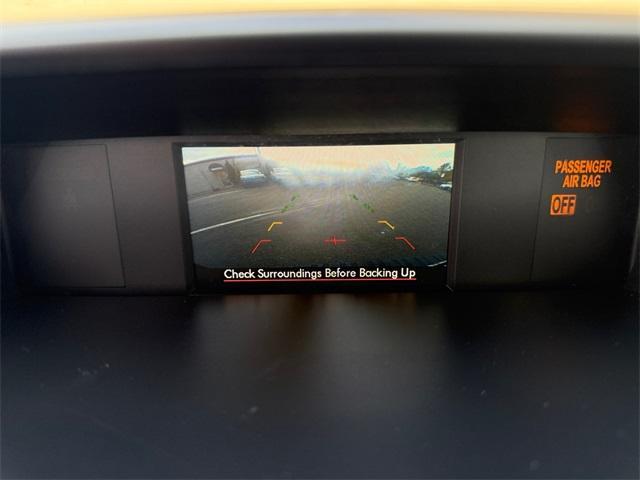 PASSENGER
AIR BAG
OFF
Check Surroundings Before Backing Up